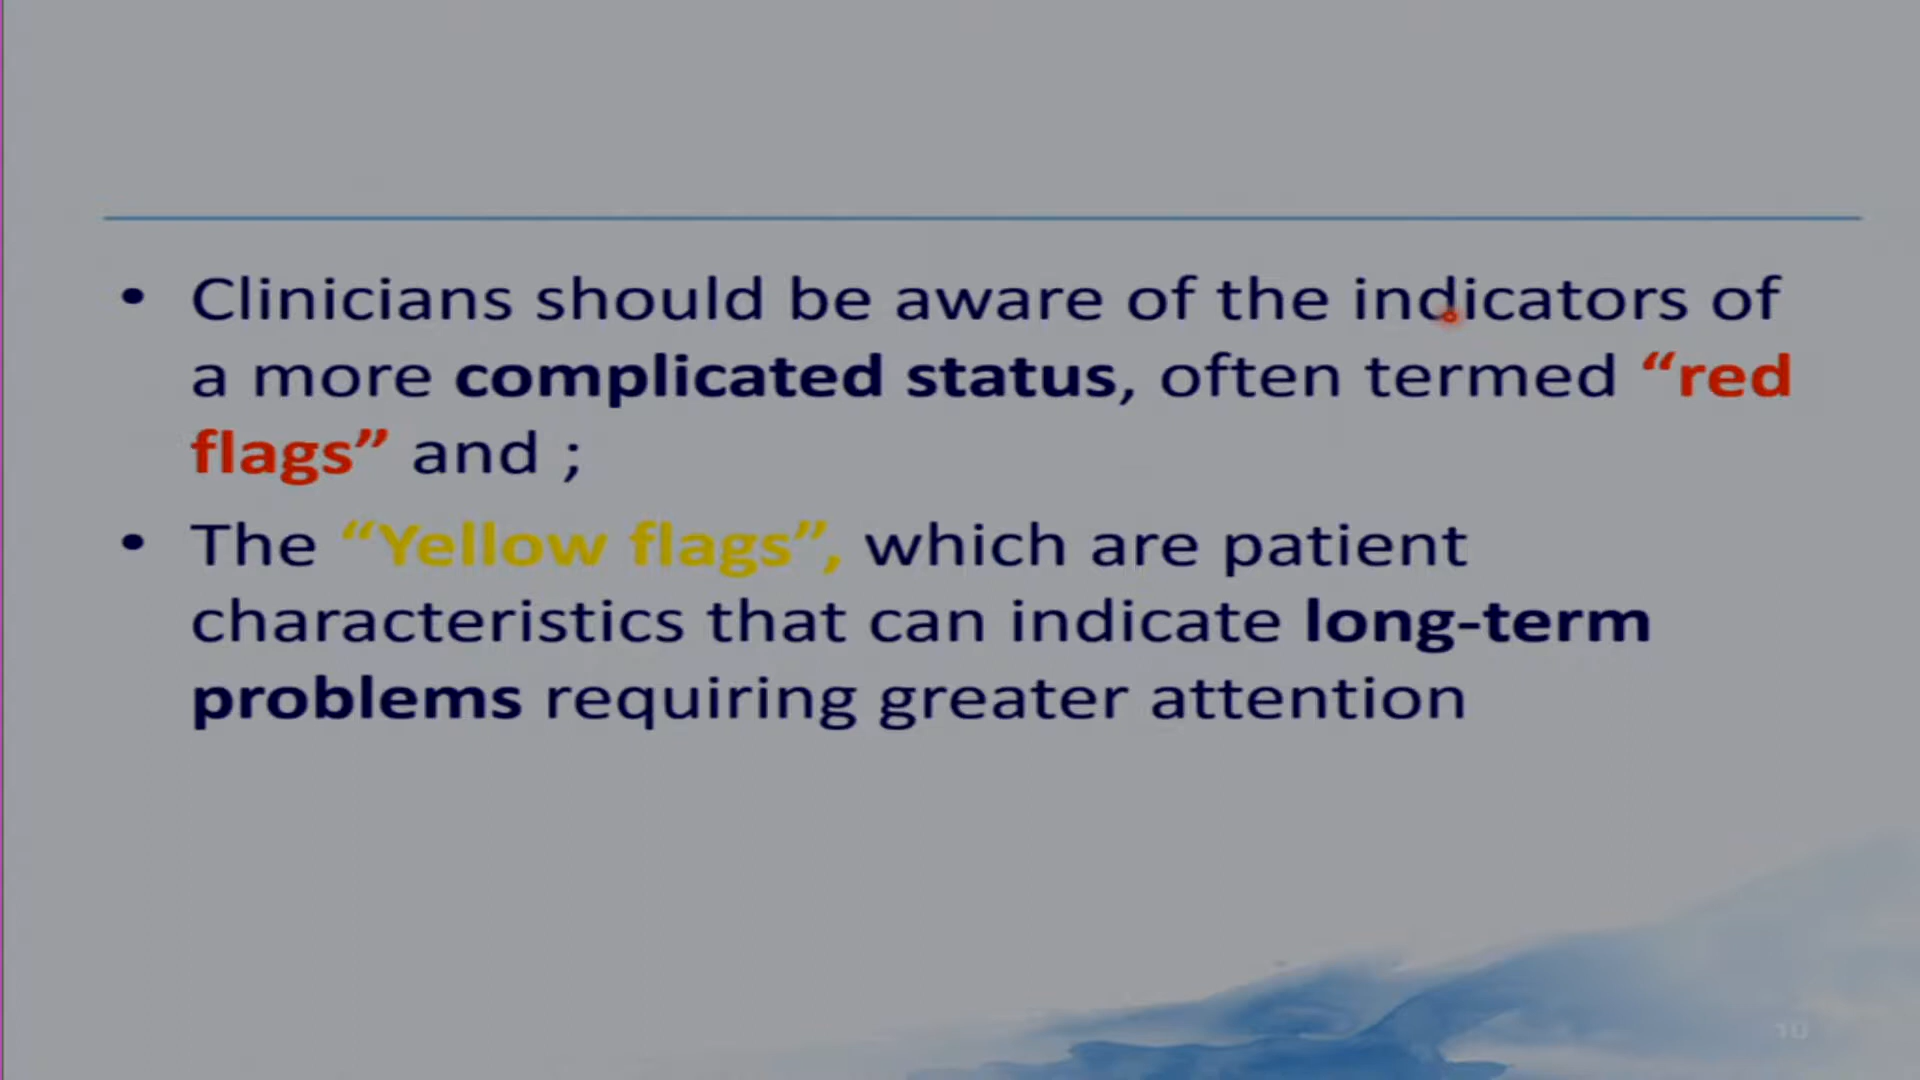 • Clinicians should be aware of the indicators of
a more complicated status, often termed “red
flags” and ;
• The “Yellow flags”, which are patient
characteristics that can indicate long-term
problems requiring greater attention
10